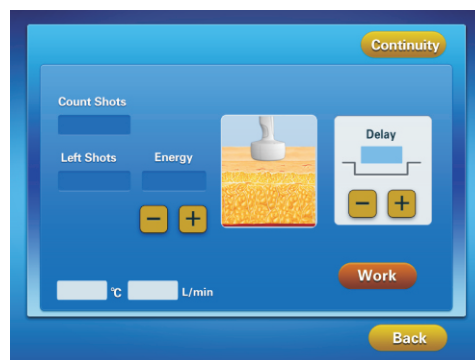 Continuity
Count Shots
Delay
Left Shots Energy
− + − +
Work
℃ L/min
Back